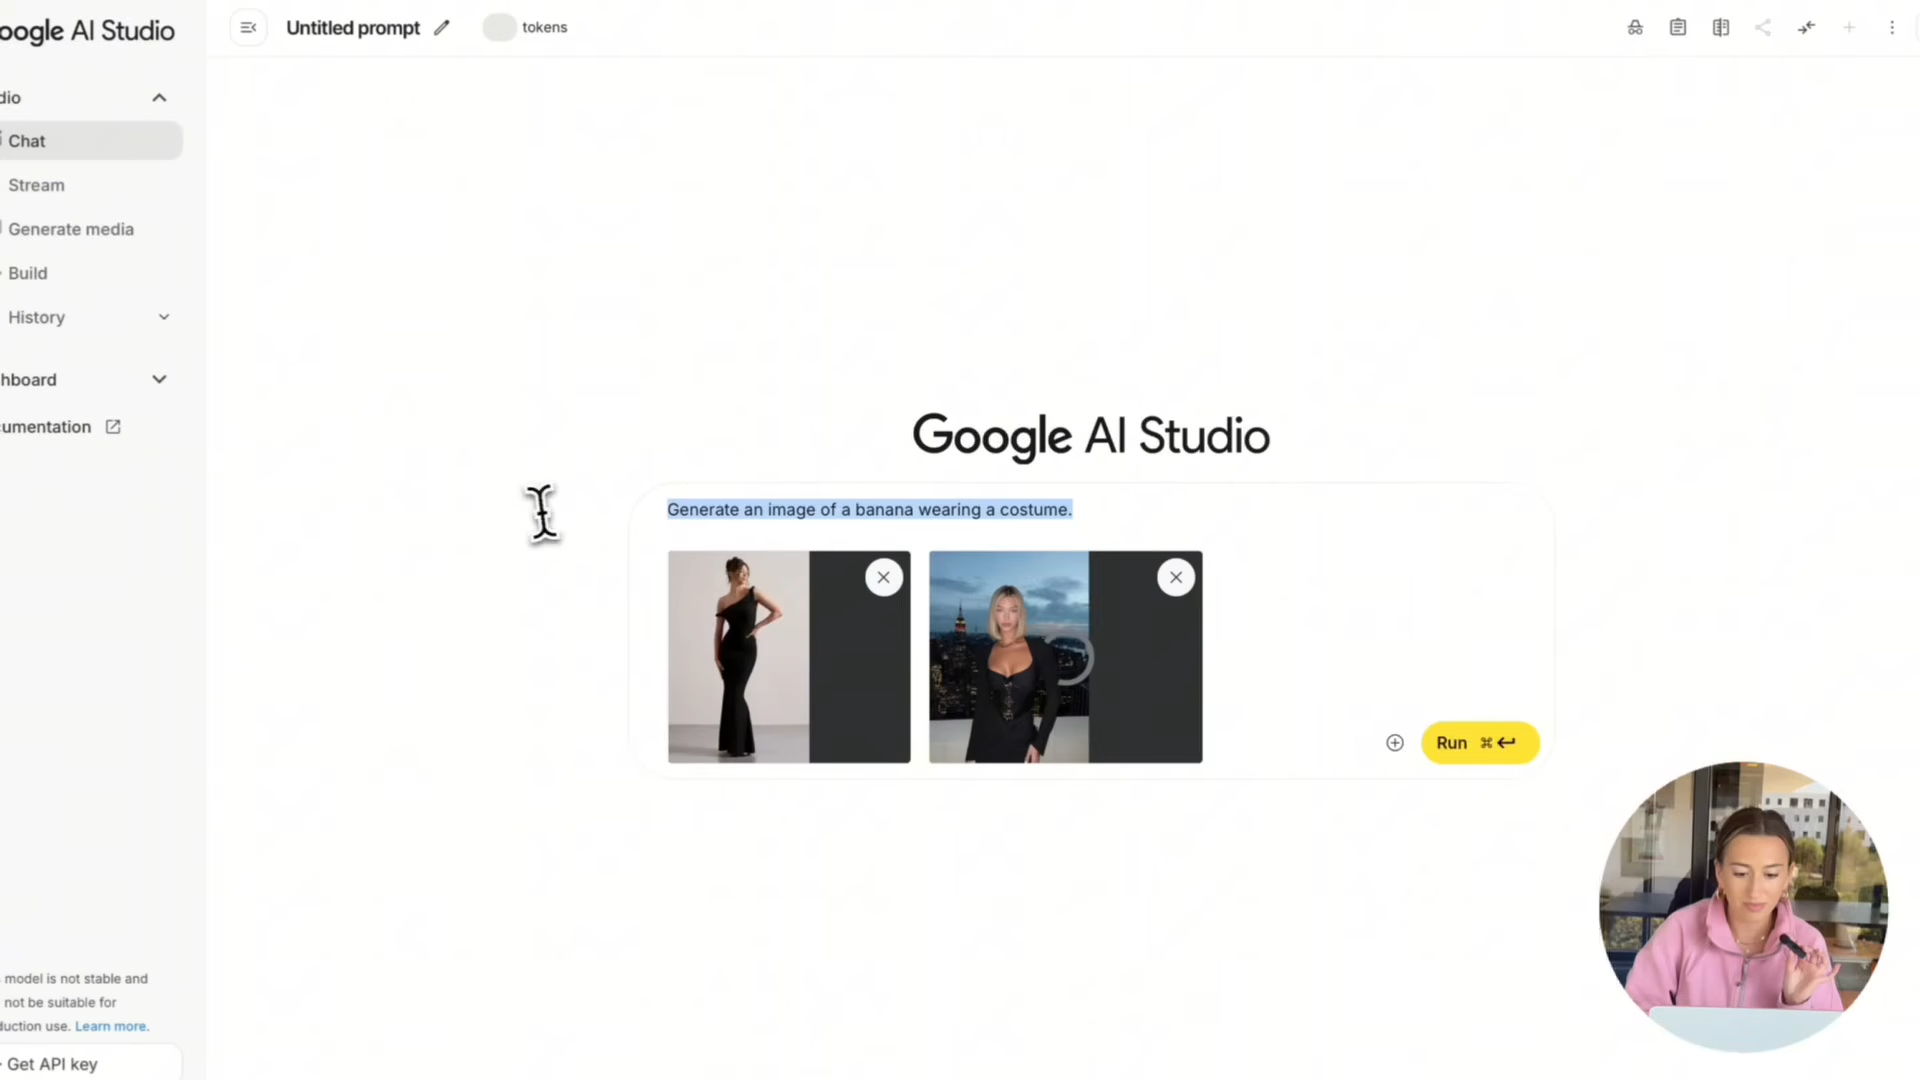 oogle AI Studio
Untitled prompt
tokens
dio
Chat
Stream
Generate media
Build
History
hboard
cumentation
Google AI Studio
Generate an image of a banana wearing a costume.
Run ⌘
model is not stable and
not be suitable for
duction use. Learn more.
Get API key